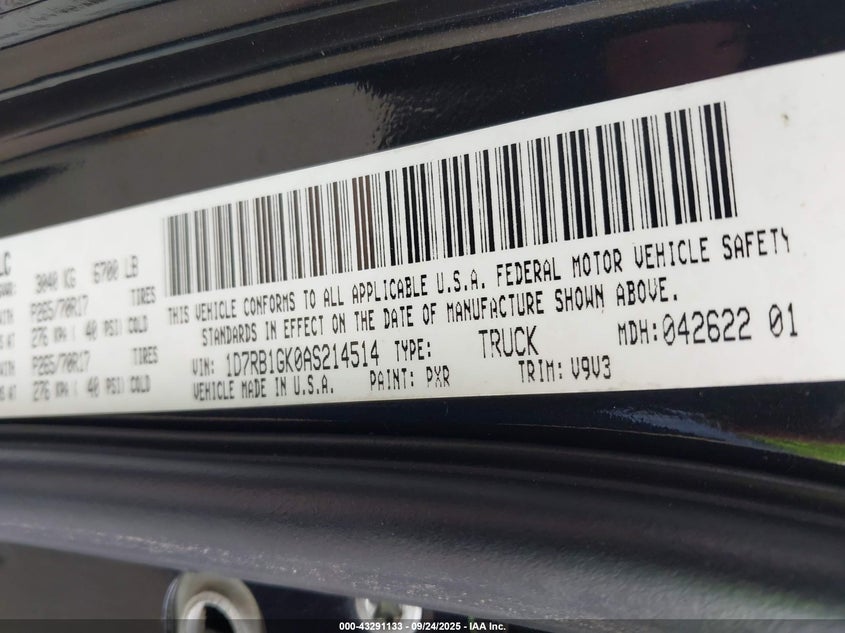 LC
3040 KG 6700 LB
P265/70R17 TIRES
276 KPA ( 40 PSI) COLD
P265/70R17 TIRES
276 KPA ( 40 PSI) COLD
THIS VEHICLE CONFORMS TO ALL APPLICABLE U.S.A. FEDERAL MOTOR VEHICLE SAFETY
STANDARDS IN EFFECT ON THE DATE OF MANUFACTURE SHOWN ABOVE.
VIN: 1D7RB1GK0AS214514 TYPE: TRUCK MDH: 042622 01
VEHICLE MADE IN U.S.A. PAINT: PXR TRIM: V9V3
000-43291133 - 09/24/2025 - IAA Inc.